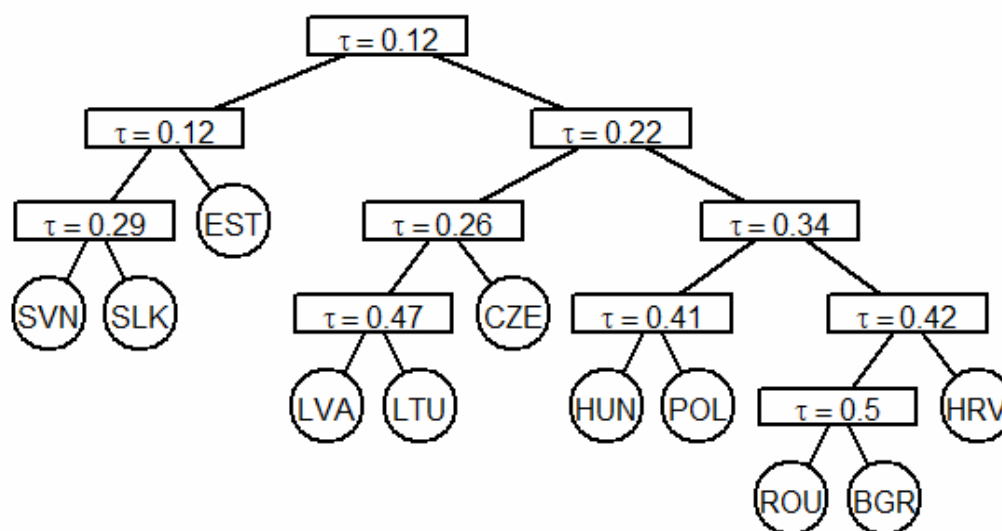 τ = 0.12
τ = 0.12
τ = 0.22
τ = 0.29
EST
τ = 0.26
τ = 0.34
SVN
SLK
τ = 0.47
CZE
τ = 0.41
τ = 0.42
LVA
LTU
HUN
POL
τ = 0.5
HRV
ROU
BGR